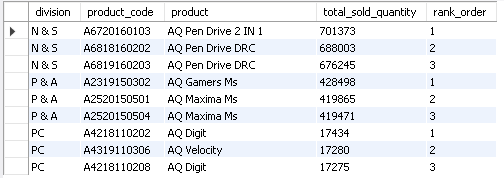 division product_code product total_sold_quantity rank_order
N & S A6720160103 AQ Pen Drive 2 IN 1 701373 1
N & S A6818160202 AQ Pen Drive DRC 688003 2
N & S A6819160203 AQ Pen Drive DRC 676245 3
P & A A2319150302 AQ Gamers Ms 428498 1
P & A A2520150501 AQ Maxima Ms 419865 2
P & A A2520150504 AQ Maxima Ms 419471 3
PC A4218110202 AQ Digit 17434 1
PC A4319110306 AQ Velocity 17280 2
PC A4218110208 AQ Digit 17275 3